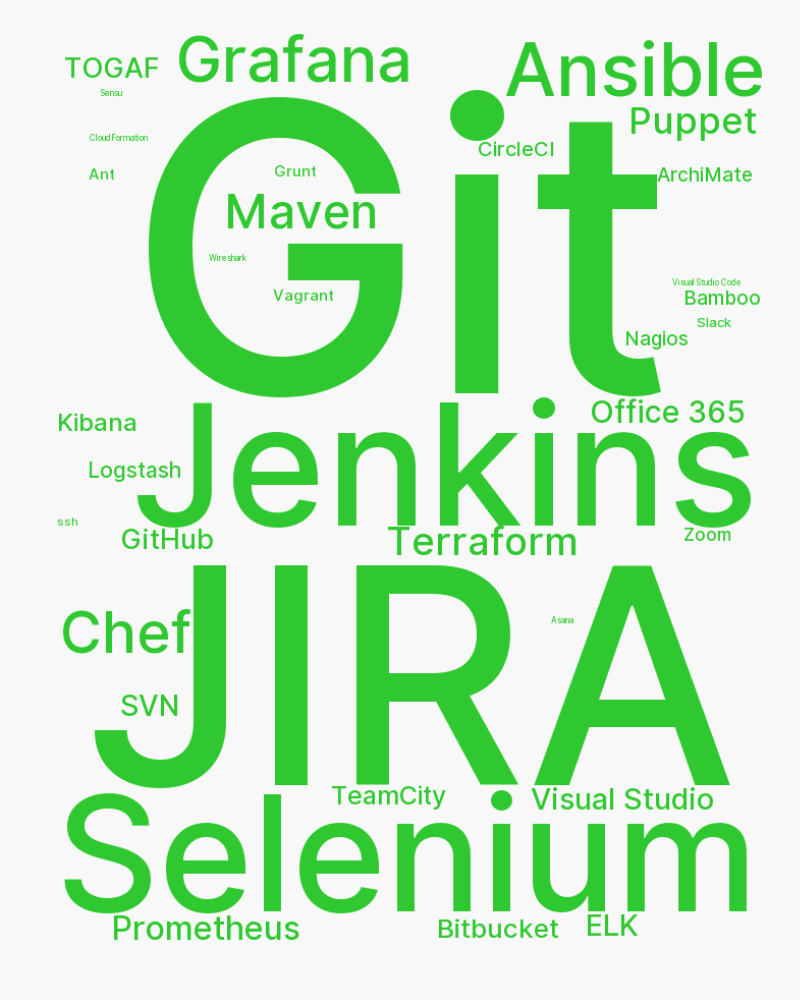 TOGAF
Grafana
Ansible
Sensu
Puppet
CloudFormation
CircleCI
Ant
Grunt
ArchiMate
Git
Maven
Wireshark
Vagrant
Visual Studio Code
Bamboo
Slack
Nagios
Kibana
Office 365
Logstash
Jenkins
ssh
GitHub
Terraform
Zoom
Chef
Asana
JIRA
SVN
TeamCity
Visual Studio
Selenium
Prometheus
Bitbucket
ELK